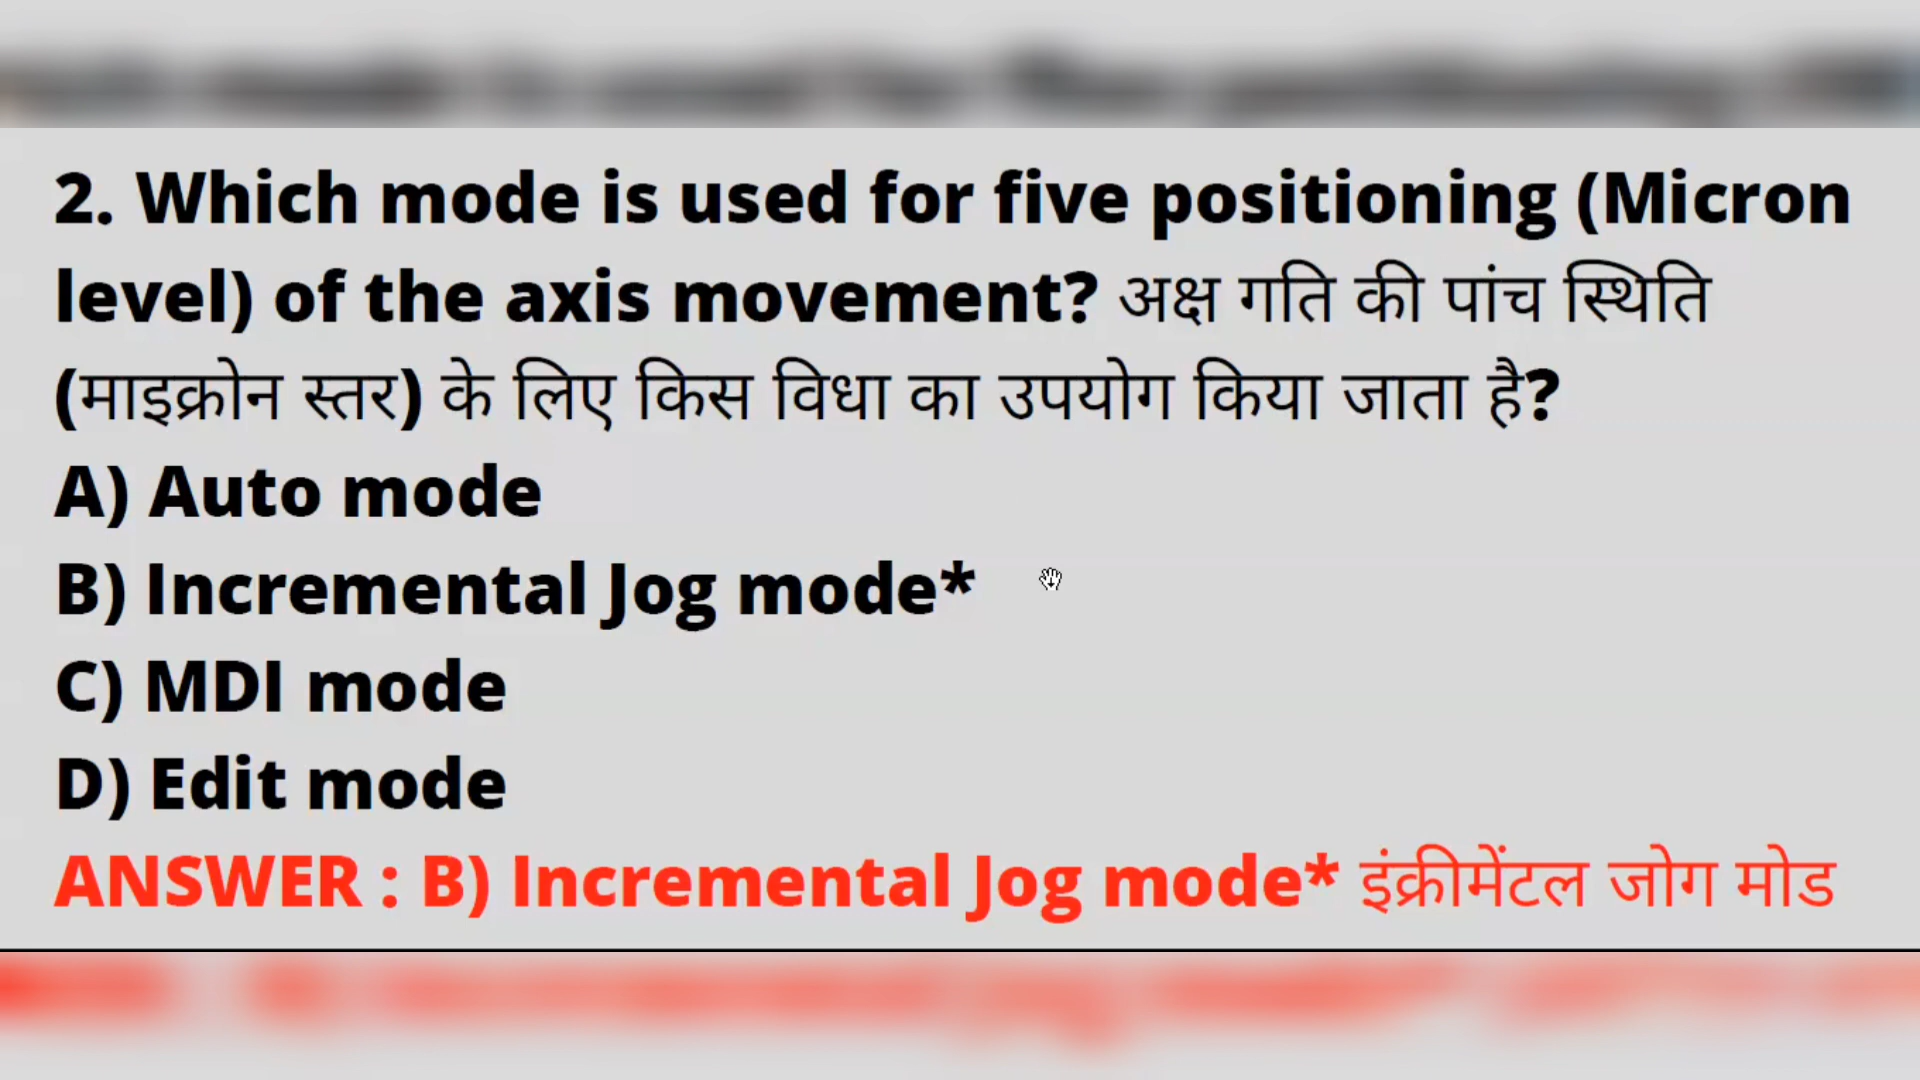 2. Which mode is used for five positioning (Micron
level) of the axis movement? अक्ष गति की पांच स्थिति
(माइक्रोन स्तर) के लिए किस विधा का उपयोग किया जाता है?
A) Auto mode
B) Incremental Jog mode*
C) MDI mode
D) Edit mode
ANSWER : B) Incremental Jog mode* इंक्रीमेंटल जोग मोड